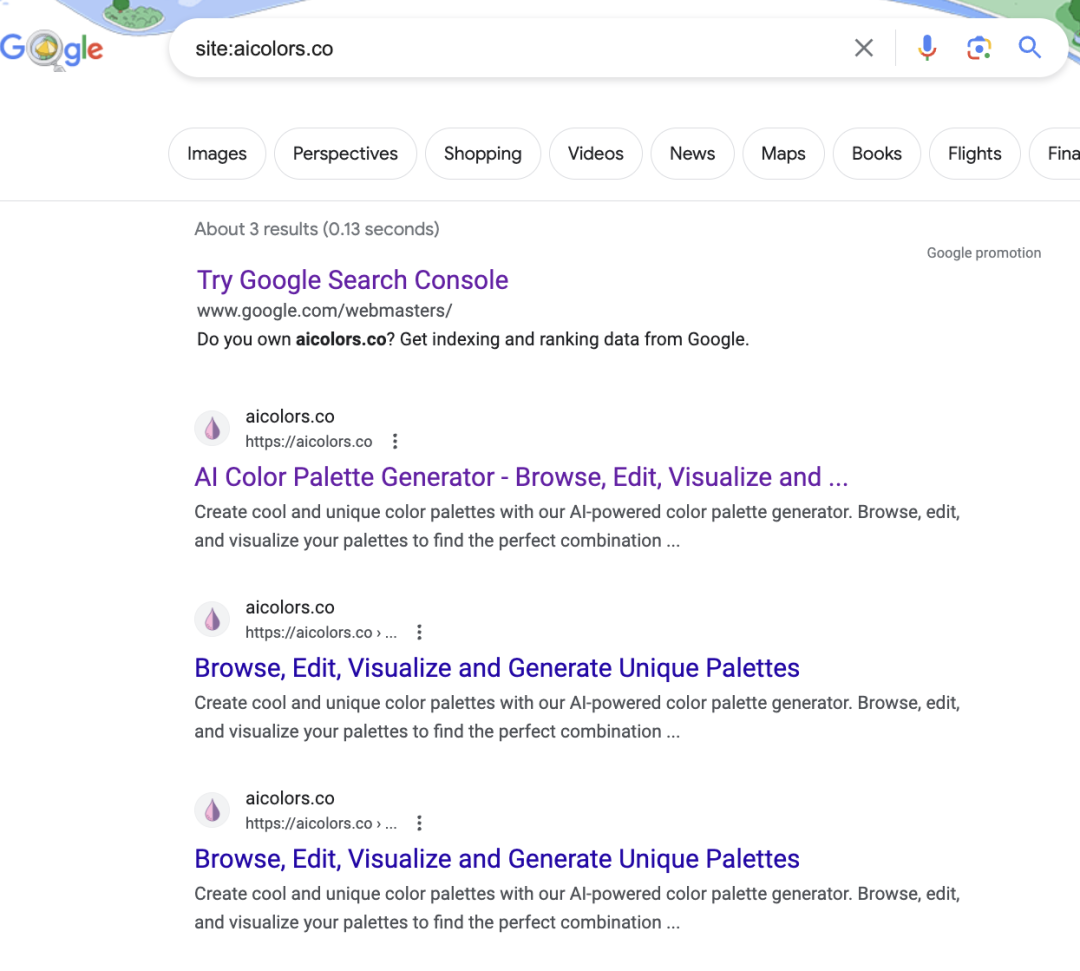 Google
site:aicolors.co
Images
Perspectives
Shopping
Videos
News
Maps
Books
Flights
Fina
About 3 results (0.13 seconds)
Google promotion
Try Google Search Console
www.google.com/webmasters/
Do you own aicolors.co? Get indexing and ranking data from Google.
aicolors.co
https://aicolors.co
AI Color Palette Generator - Browse, Edit, Visualize and ...
Create cool and unique color palettes with our AI-powered color palette generator. Browse, edit,
and visualize your palettes to find the perfect combination ...
aicolors.co
https://aicolors.co › ...
Browse, Edit, Visualize and Generate Unique Palettes
Create cool and unique color palettes with our AI-powered color palette generator. Browse, edit,
and visualize your palettes to find the perfect combination ...
aicolors.co
https://aicolors.co › ...
Browse, Edit, Visualize and Generate Unique Palettes
Create cool and unique color palettes with our AI-powered color palette generator. Browse, edit,
and visualize your palettes to find the perfect combination ...